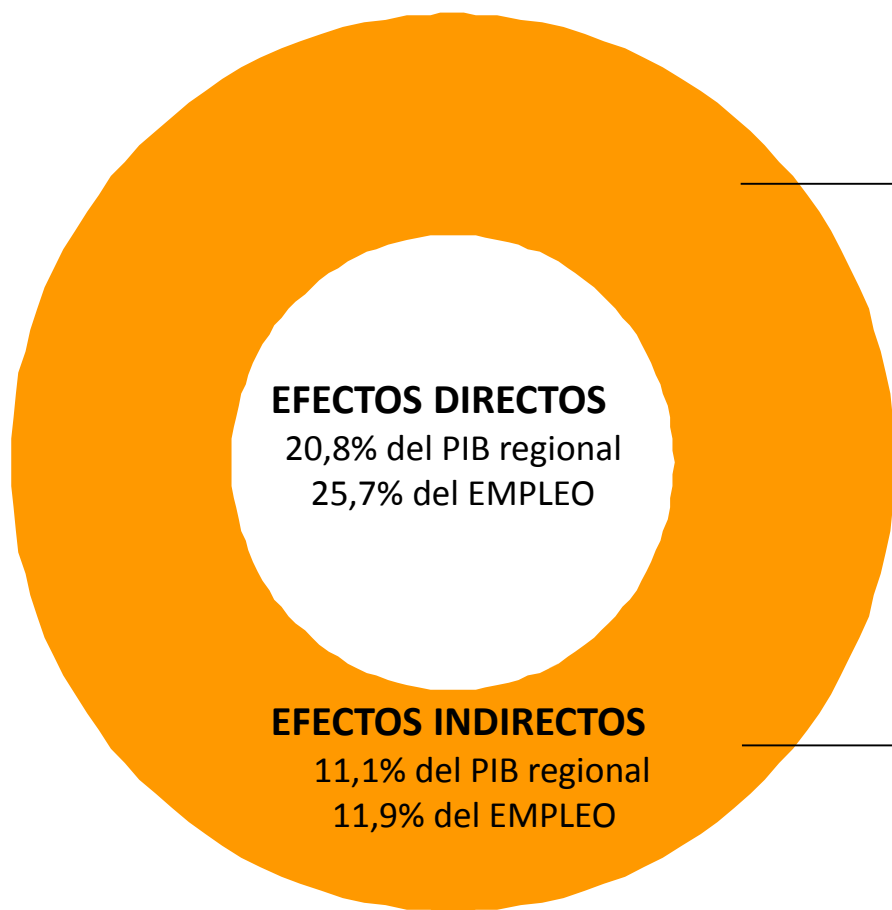 EFECTOS DIRECTOS
20,8% del PIB regional
25,7% del EMPLEO
EFECTOS INDIRECTOS
11,1% del PIB regional
11,9% del EMPLEO